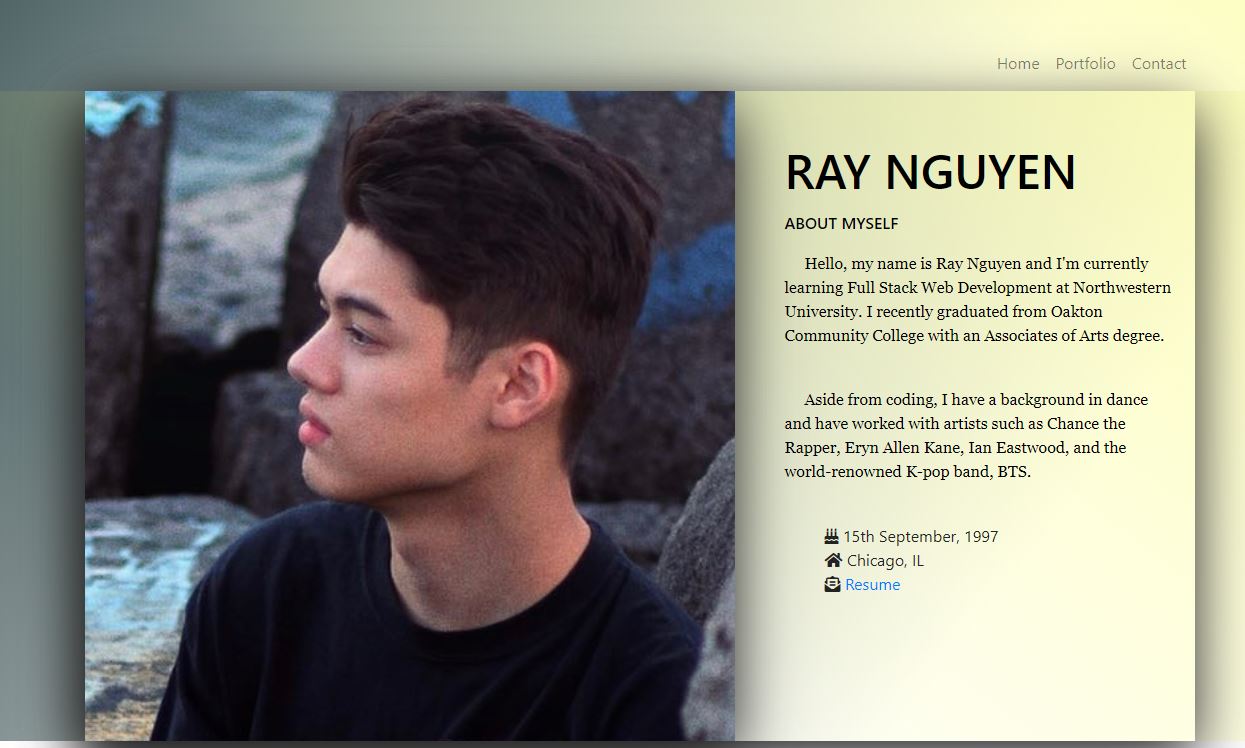 Home Portfolio Contact
RAY NGUYEN
ABOUT MYSELF
Hello, my name is Ray Nguyen and I'm currently
learning Full Stack Web Development at Northwestern
University. I recently graduated from Oakton
Community College with an Associates of Arts degree.
Aside from coding, I have a background in dance
and have worked with artists such as Chance the
Rapper, Eryn Allen Kane, Ian Eastwood, and the
world-renowned K-pop band, BTS.
15th September, 1997
Chicago, IL
Resume